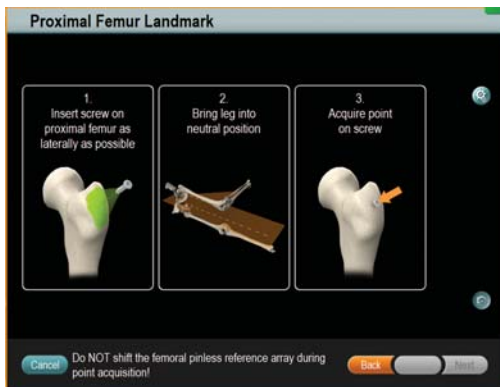 Proximal Femur Landmark
1.
Insert screw on
proximal femur as
laterally as possible
2.
Bring leg into
neutral position
3.
Acquire point
on screw
Cancel
Do NOT shift the femoral pinless reference array during
point acquisition!
Back
Next